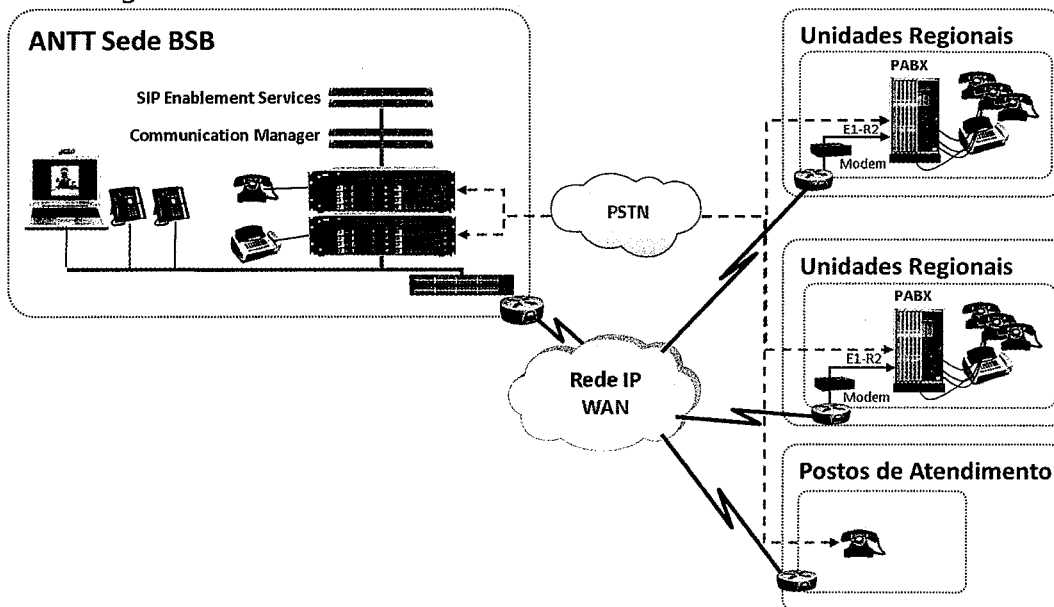 ANTT Sede BSB
SIP Enablement Services
Communication Manager
PSTN
Rede IP
WAN
Unidades Regionais
PABX
E1-R2
Modem
Unidades Regionais
PABX
E1-R2
Modem
Postos de Atendimento